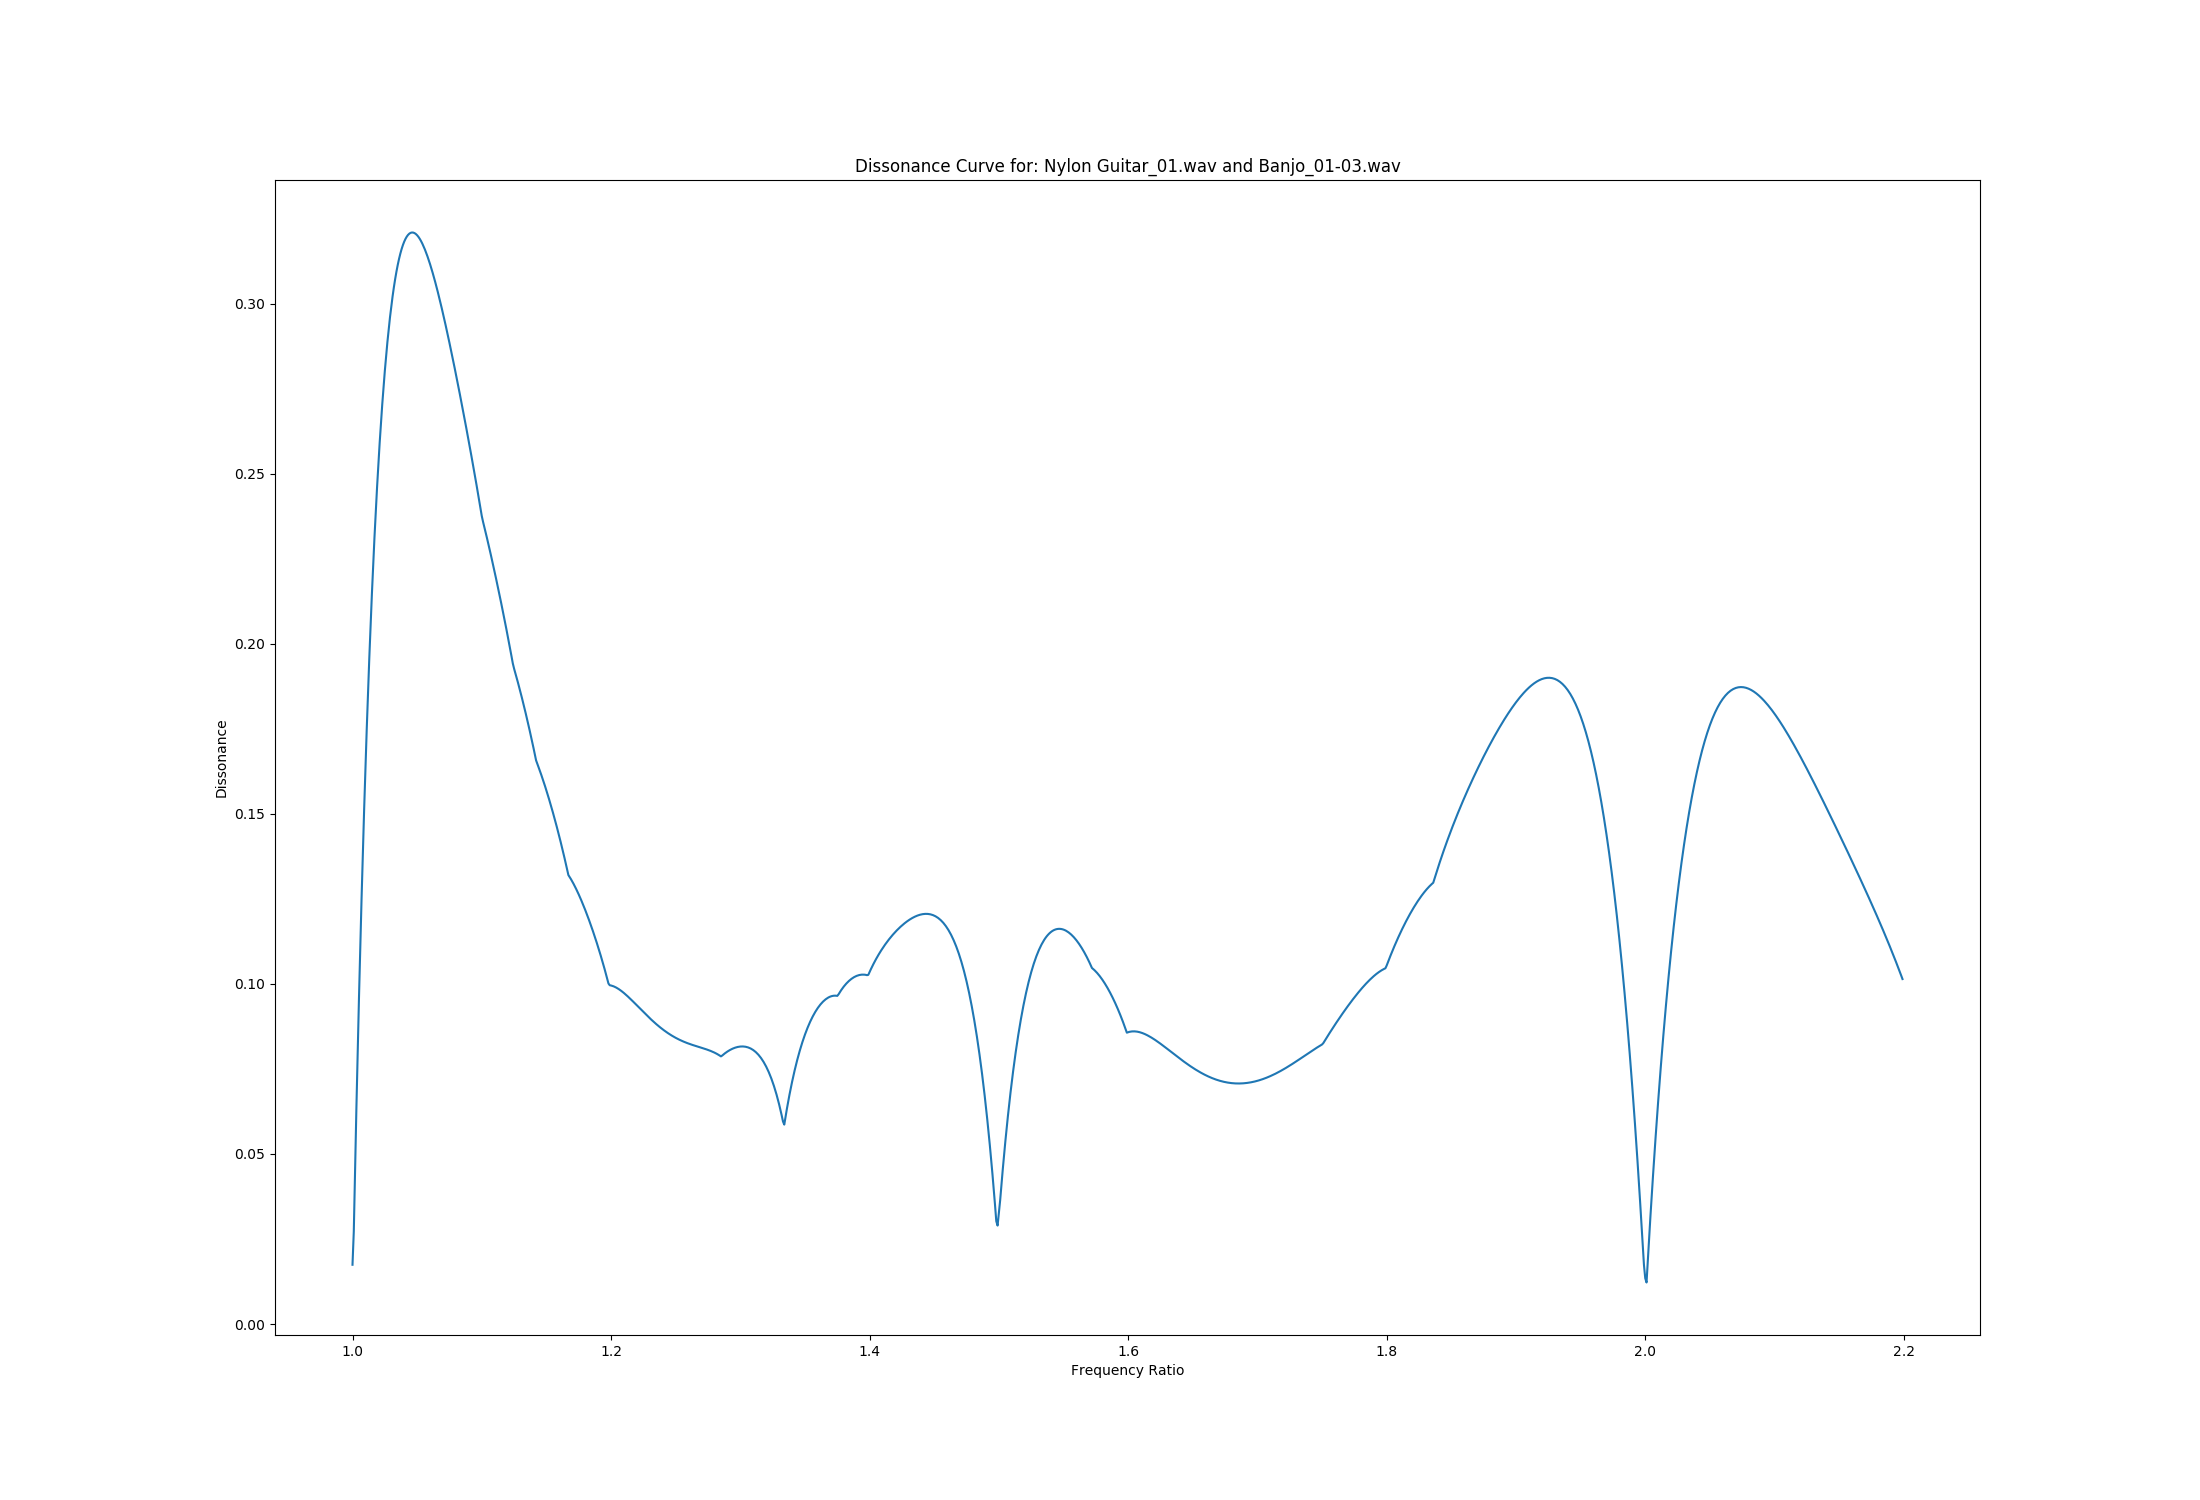 Dissonance Curve for: Nylon Guitar_01.wav and Banjo_01-03.wav
0.30
0.25
0.20
0.15
0.10
0.05
0.00
Dissonance
1.0 1.2 1.4 1.6 1.8 2.0 2.2
Frequency Ratio